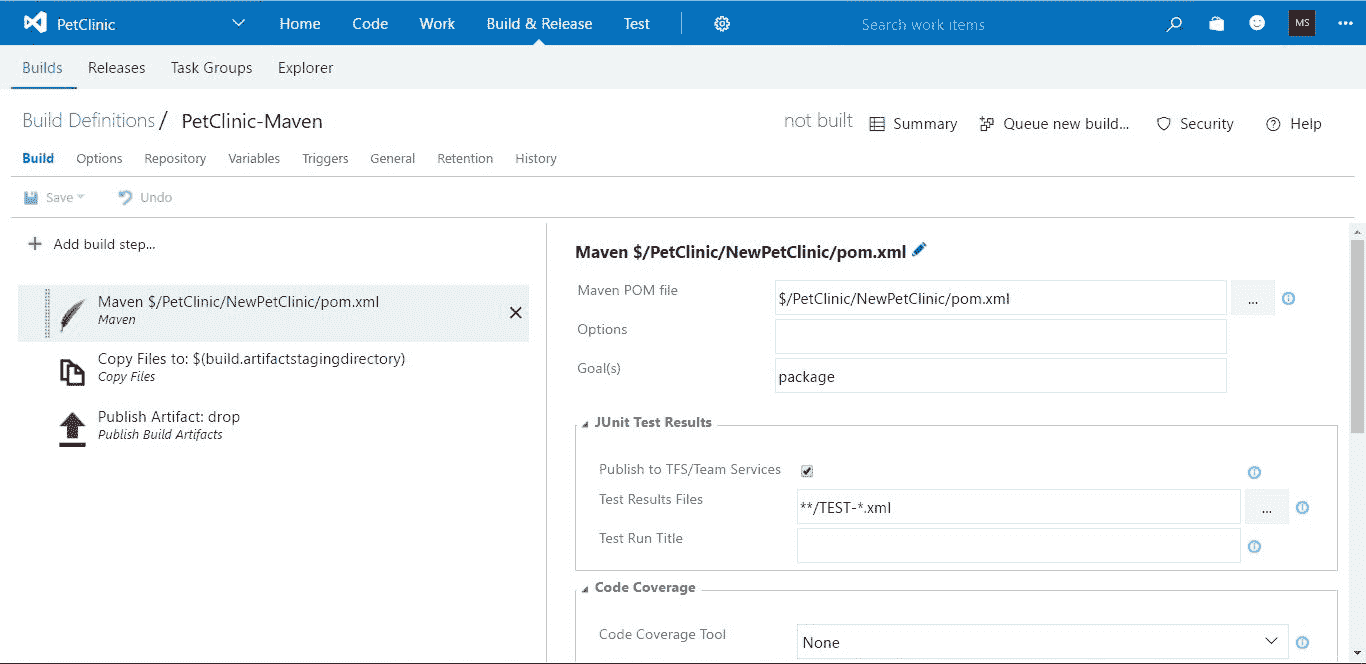 PetClinic Home Code Work Build & Release Test Search work items MS
Builds Releases Task Groups Explorer
Build Definitions / PetClinic-Maven not built Summary Queue new build... Security Help
Build Options Repository Variables Triggers General Retention History
Save Undo
Add build step...
Maven $/PetClinic/NewPetClinic/pom.xml
Maven
Copy Files to: $(build.artifactstagingdirectory)
Copy Files
Publish Artifact: drop
Publish Build Artifacts
Maven $/PetClinic/NewPetClinic/pom.xml
Maven POM file $/PetClinic/NewPetClinic/pom.xml ...
Options
Goal(s) package
JUnit Test Results
Publish to TFS/Team Services
Test Results Files **/TEST-*.xml ...
Test Run Title
Code Coverage
Code Coverage Tool None